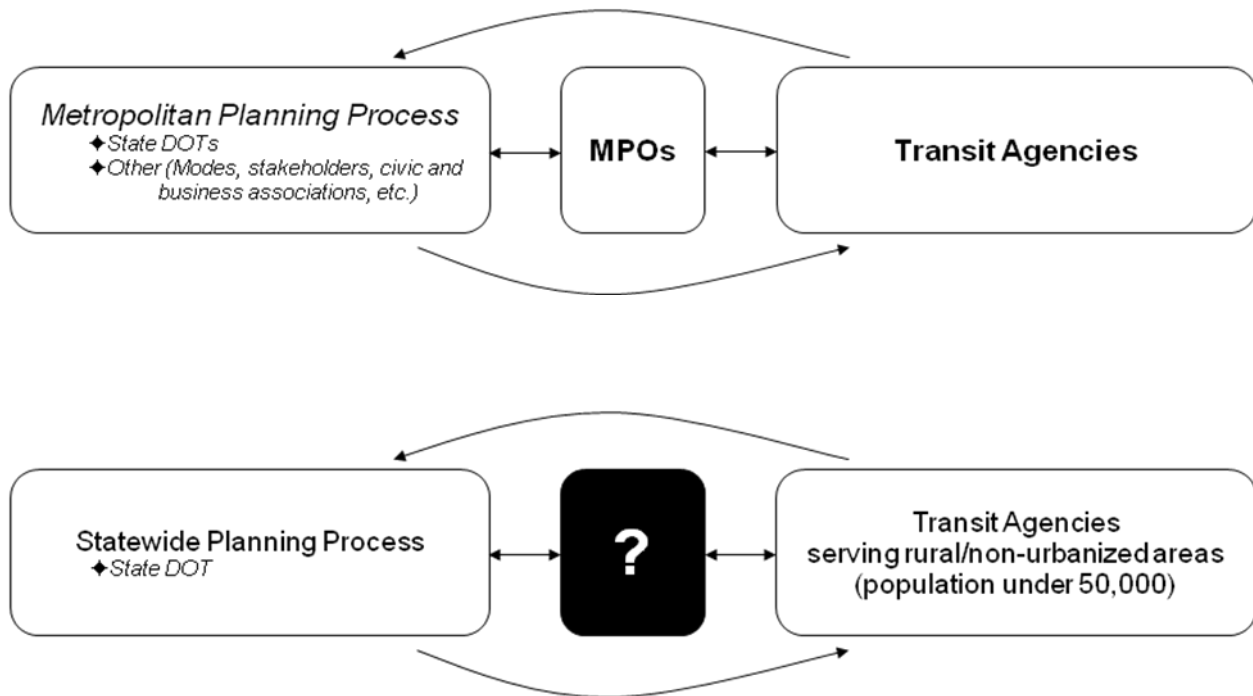 Metropolitan Planning Process
✦State DOTs
✦Other (Modes, stakeholders, civic and
business associations, etc.)
MPOs
Transit Agencies
Statewide Planning Process
✦State DOT
?
Transit Agencies
serving rural/non-urbanized areas
(population under 50,000)